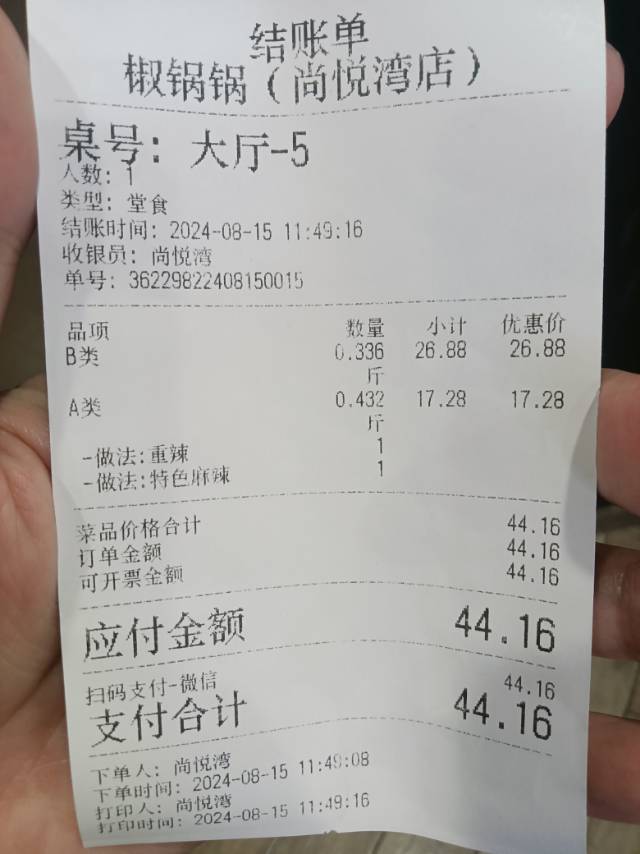 结账单
椒锅锅（尚悦湾店）
桌号：大厅-5
人数：1
类型：堂食
结账时间：2024-08-15 11:49:16
收银员：尚悦湾
单号：36229822408150015
品项 数量 小计 优惠价
B类 0.336 26.88 26.88
斤
A类 0.432 17.28 17.28
斤
-做法:重辣 1
-做法:特色麻辣 1
菜品价格合计 44.16
订单金额 44.16
可开票金额 44.16
应付金额 44.16
扫码支付-微信 44.16
支付合计 44.16
下单人：尚悦湾
下单时间：2024-08-15 11:49:08
打印人：尚悦湾
打印时间：2024-08-15 11:49:16